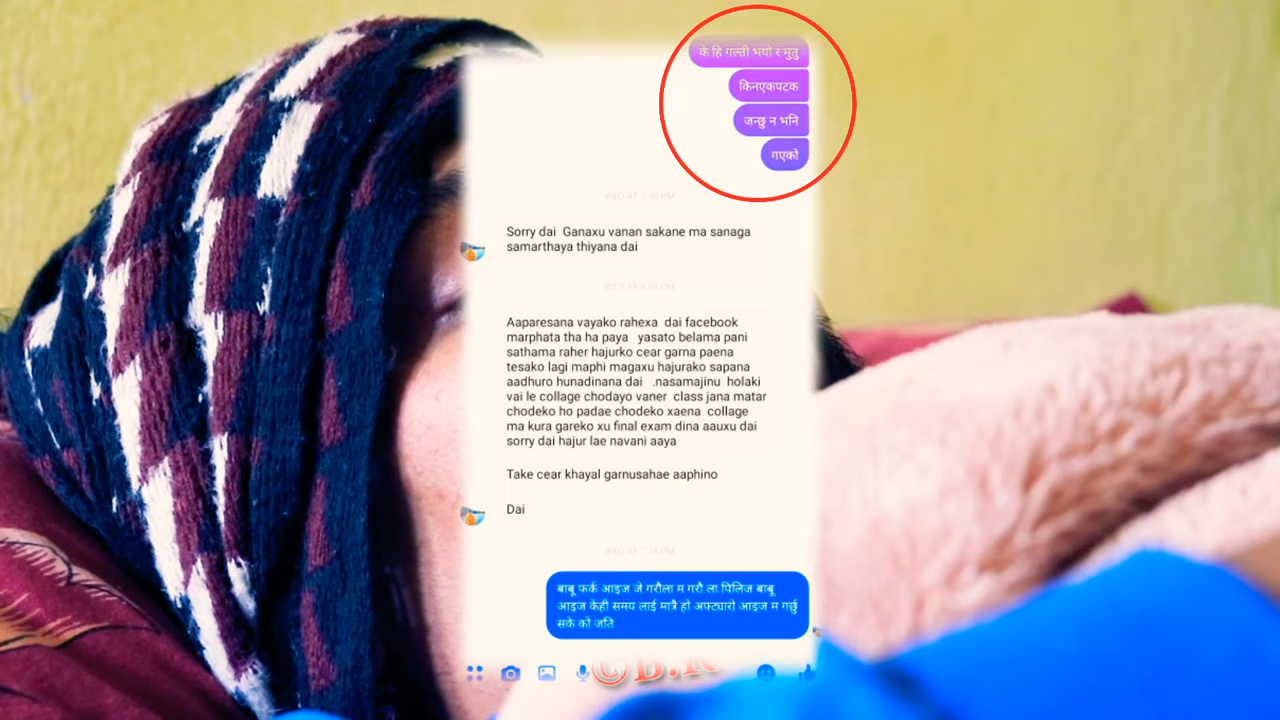 के हि गल्ती भयो र मुतु
किनएकपटक
जन्छु न भनि
गएको
Sorry dai Ganaxu vanan sakane ma sanaga
samarthaya thiyana dai
Aaparesana vayako rahexa dai facebook
marphata tha ha paya yasato belama pani
sathama raher hajurko cear garna paena
tesako lagi maphi magaxu hajurako sapana
aadhuro hunadinana dai .nasamajinu holaki
vai le collage chodayo vaner class jana matar
chodeko ho padae chodeko xaena collage
ma kura gareko xu final exam dina aauxu dai
sorry dai hajur lae navani aaya
Take cear khayal garnusahae aaphino
Dai
बाबू फर्क आइज जे गरौला म गरौ ला पिलिज बाबू
आइज केही समय लाई मात्रै हो अफ्ट्यारो आइज म गर्छु
सके को जति